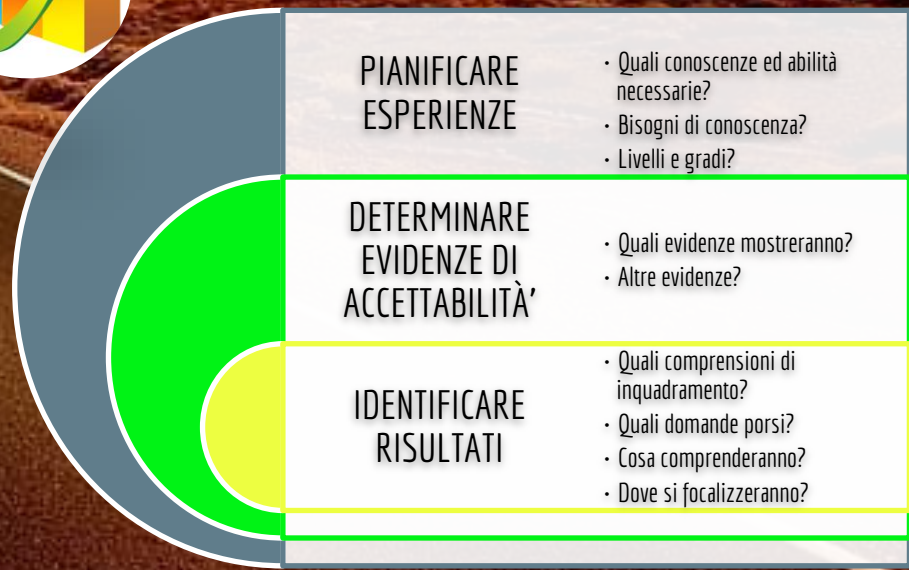 PIANIFICARE
ESPERIENZE
• Quali conoscenze ed abilità
necessarie?
• Bisogni di conoscenza?
• Livelli e gradi?
DETERMINARE
EVIDENZE DI
ACCETTABILITÀ’
• Quali evidenze mostreranno?
• Altre evidenze?
IDENTIFICARE
RISULTATI
• Quali comprensioni di
inquadramento?
• Quali domande porsi?
• Cosa comprenderanno?
• Dove si focalizzeranno?